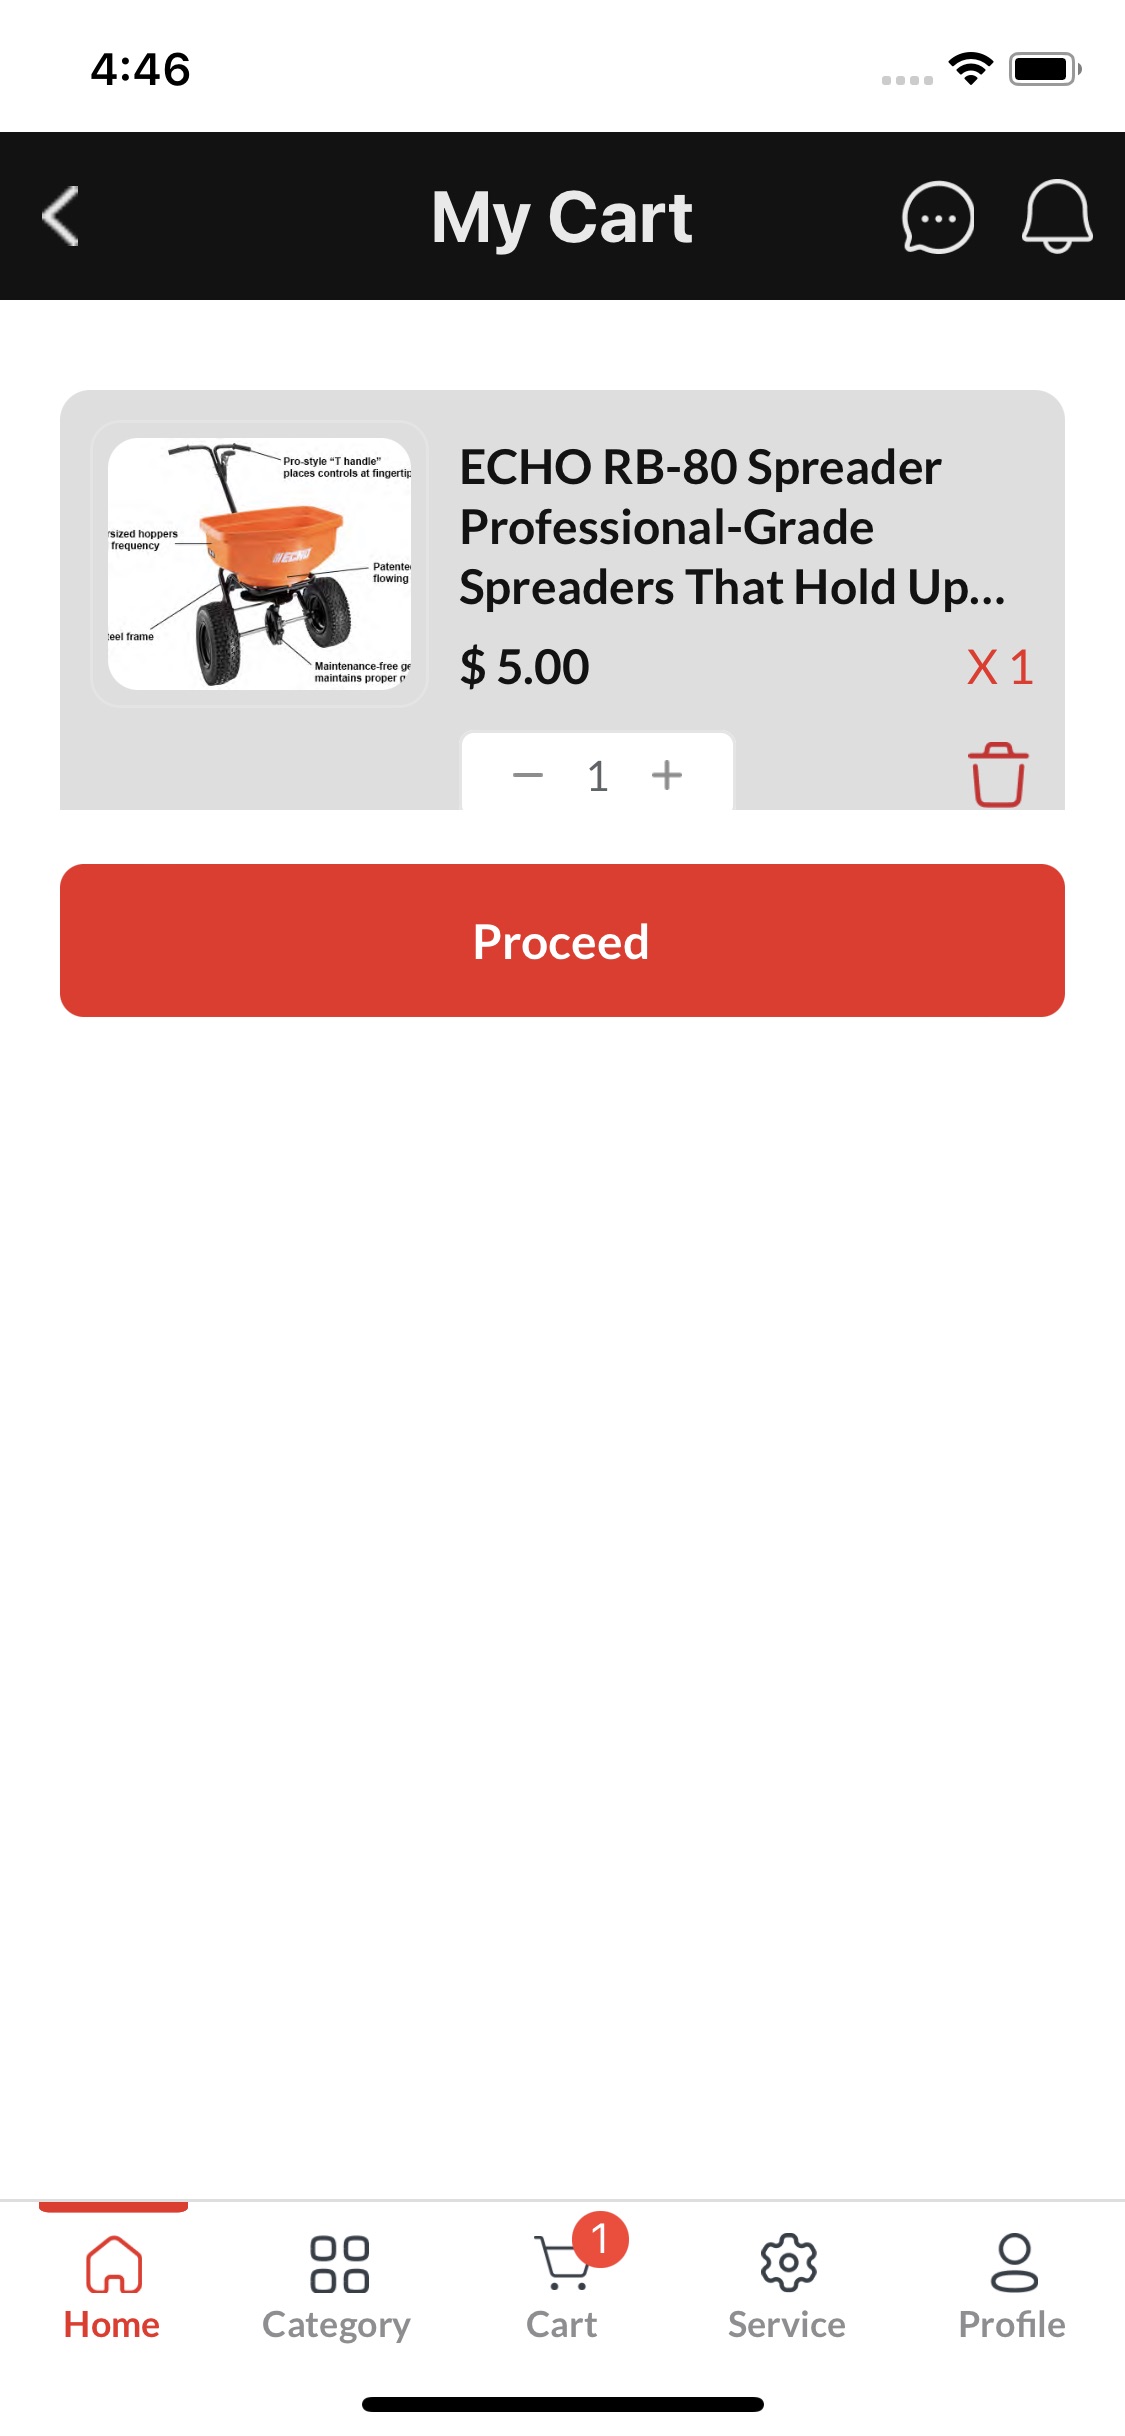 4:46
My Cart
Pro-style “T handle”
places controls at fingertip
rsized hoppers
frequency
ECHO
Patente
flowing
eel frame
Maintenance-free ge
maintains proper g
ECHO RB-80 Spreader
Professional-Grade
Spreaders That Hold Up...
$ 5.00
X 1
1
Proceed
1
Home
Category
Cart
Service
Profile